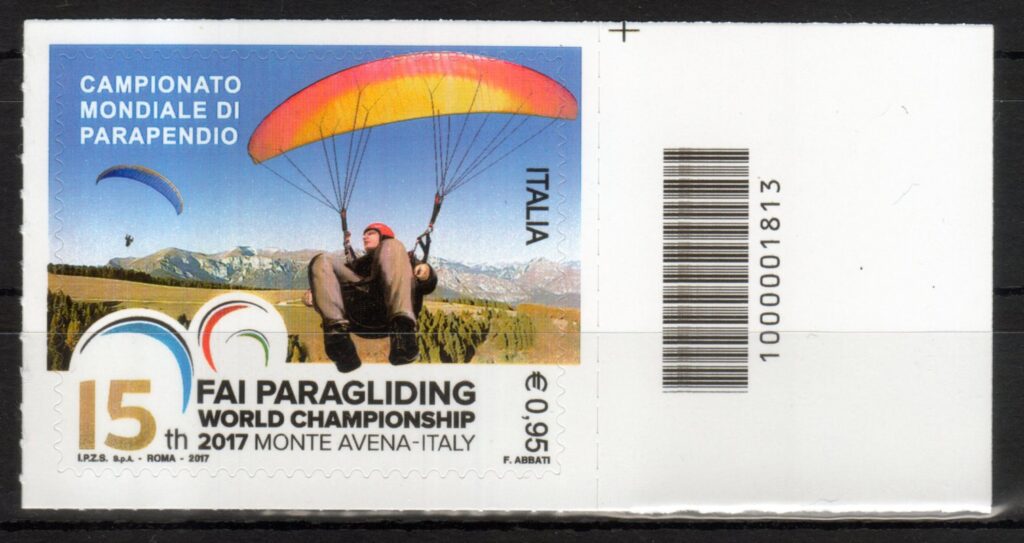 CAMPIONATO
MONDIALE DI
PARAPENDIO
ITALIA
15th
FAI PARAGLIDING
WORLD CHAMPIONSHIP
2017 MONTE AVENA-ITALY
€ 0,95
I.P.Z.S. S.p.A. - ROMA - 2017
F. ABBATI
1000001813